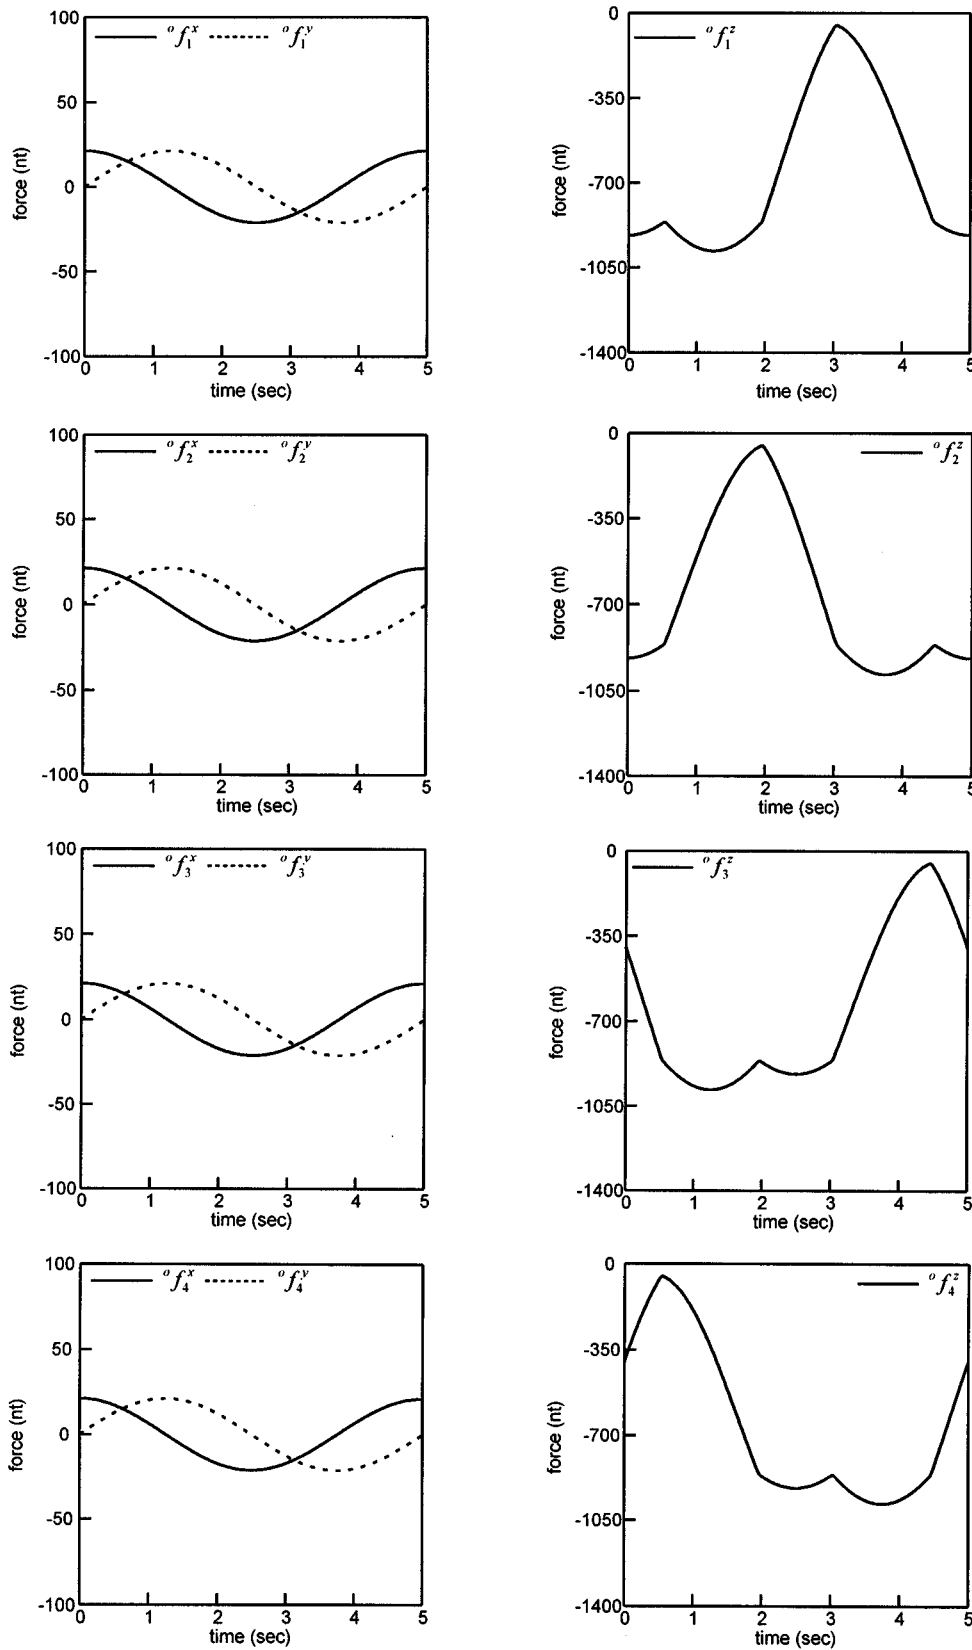 ᵒf₁ˣ ᵒf₁ʸ
100
50
0
-50
-100
force (nt)
0 1 2 3 4 5
time (sec)
ᵒf₁ᶻ
0
-350
-700
-1050
-1400
force (nt)
0 1 2 3 4 5
time (sec)
ᵒf₂ˣ ᵒf₂ʸ
100
50
0
-50
-100
force (nt)
0 1 2 3 4 5
time (sec)
ᵒf₂ᶻ
0
-350
-700
-1050
-1400
force (nt)
0 1 2 3 4 5
time (sec)
ᵒf₃ˣ ᵒf₃ʸ
100
50
0
-50
-100
force (nt)
0 1 2 3 4 5
time (sec)
ᵒf₃ᶻ
0
-350
-700
-1050
-1400
force (nt)
0 1 2 3 4 5
time (sec)
ᵒf₄ˣ ᵒf₄ʸ
100
50
0
-50
-100
force (nt)
0 1 2 3 4 5
time (sec)
ᵒf₄ᶻ
0
-350
-700
-1050
-1400
force (nt)
0 1 2 3 4 5
time (sec)